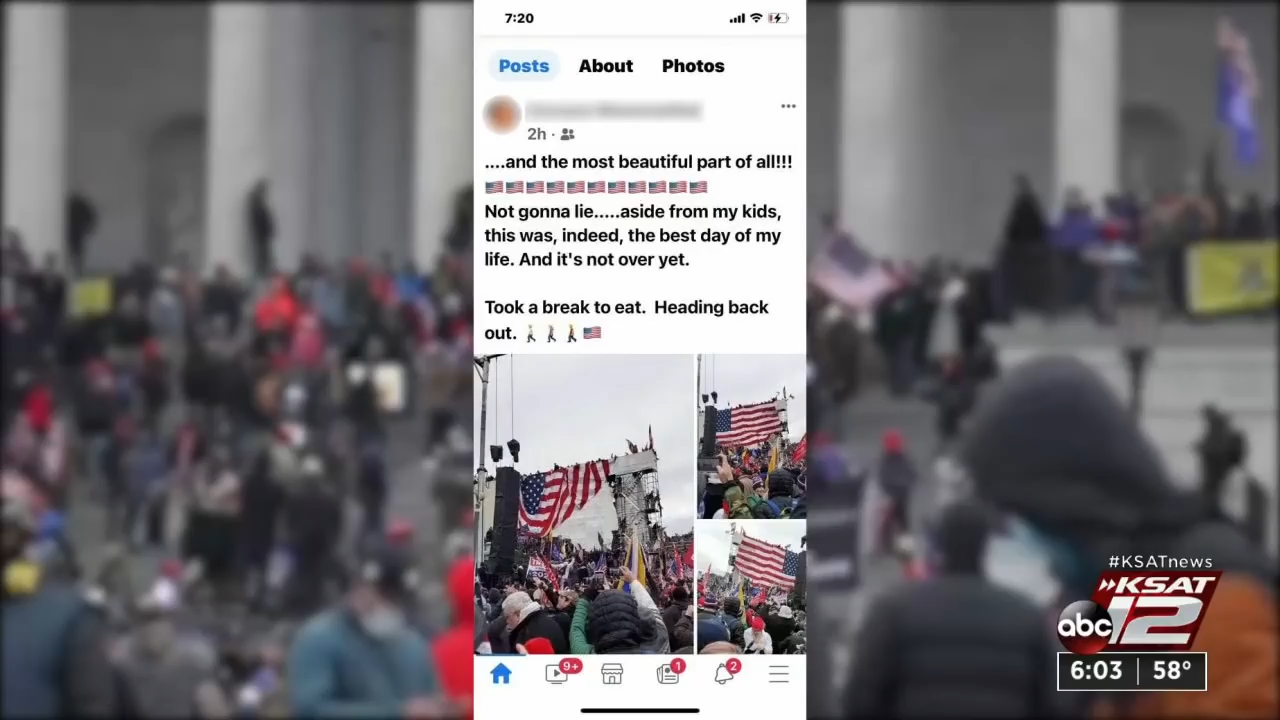 7:20
Posts About Photos
2h ·
....and the most beautiful part of all!!!
🇺🇸🇺🇸🇺🇸🇺🇸🇺🇸🇺🇸🇺🇸🇺🇸🇺🇸🇺🇸🇺🇸
Not gonna lie.....aside from my kids,
this was, indeed, the best day of my
life. And it's not over yet.
Took a break to eat. Heading back
out. 🚶🚶🚶🇺🇸
9+ 1 2
#KSATnews
KSAT
abc 12
6:03 58°